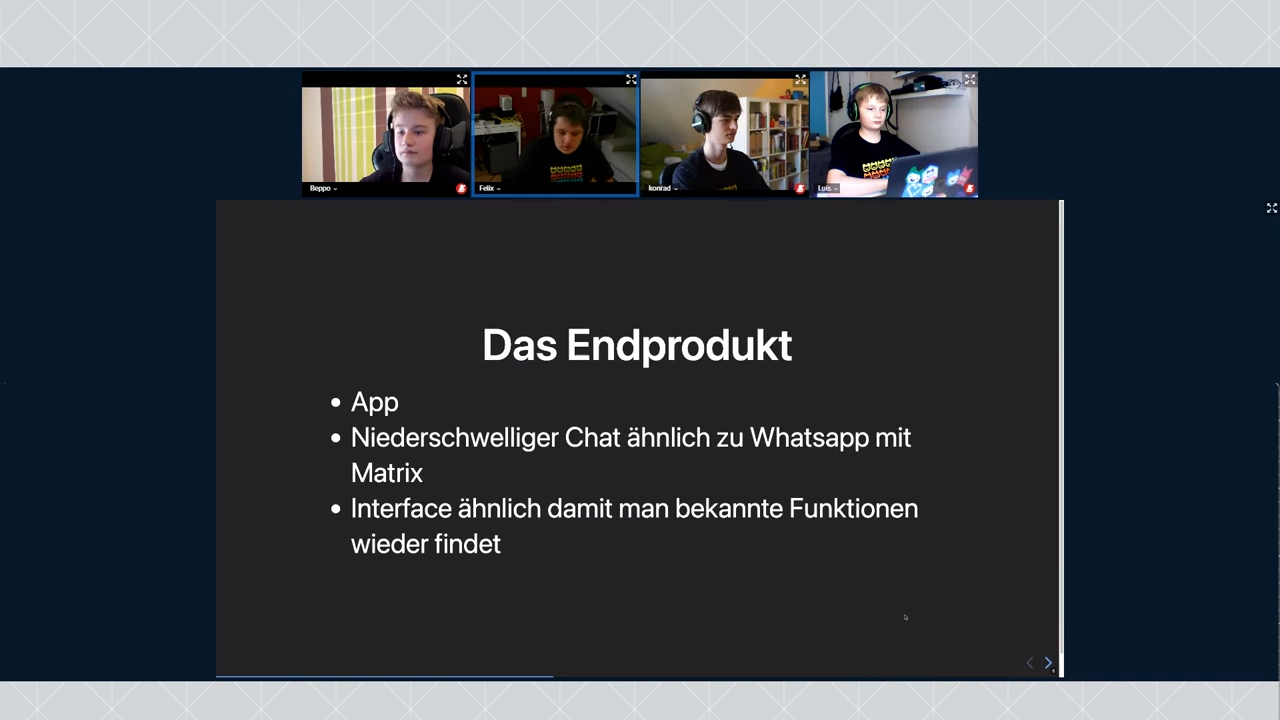 Beppo
Felix
konrad
Luis
Das Endprodukt
App
Niederschwelliger Chat ähnlich zu Whatsapp mit
Matrix
Interface ähnlich damit man bekannte Funktionen
wieder findet